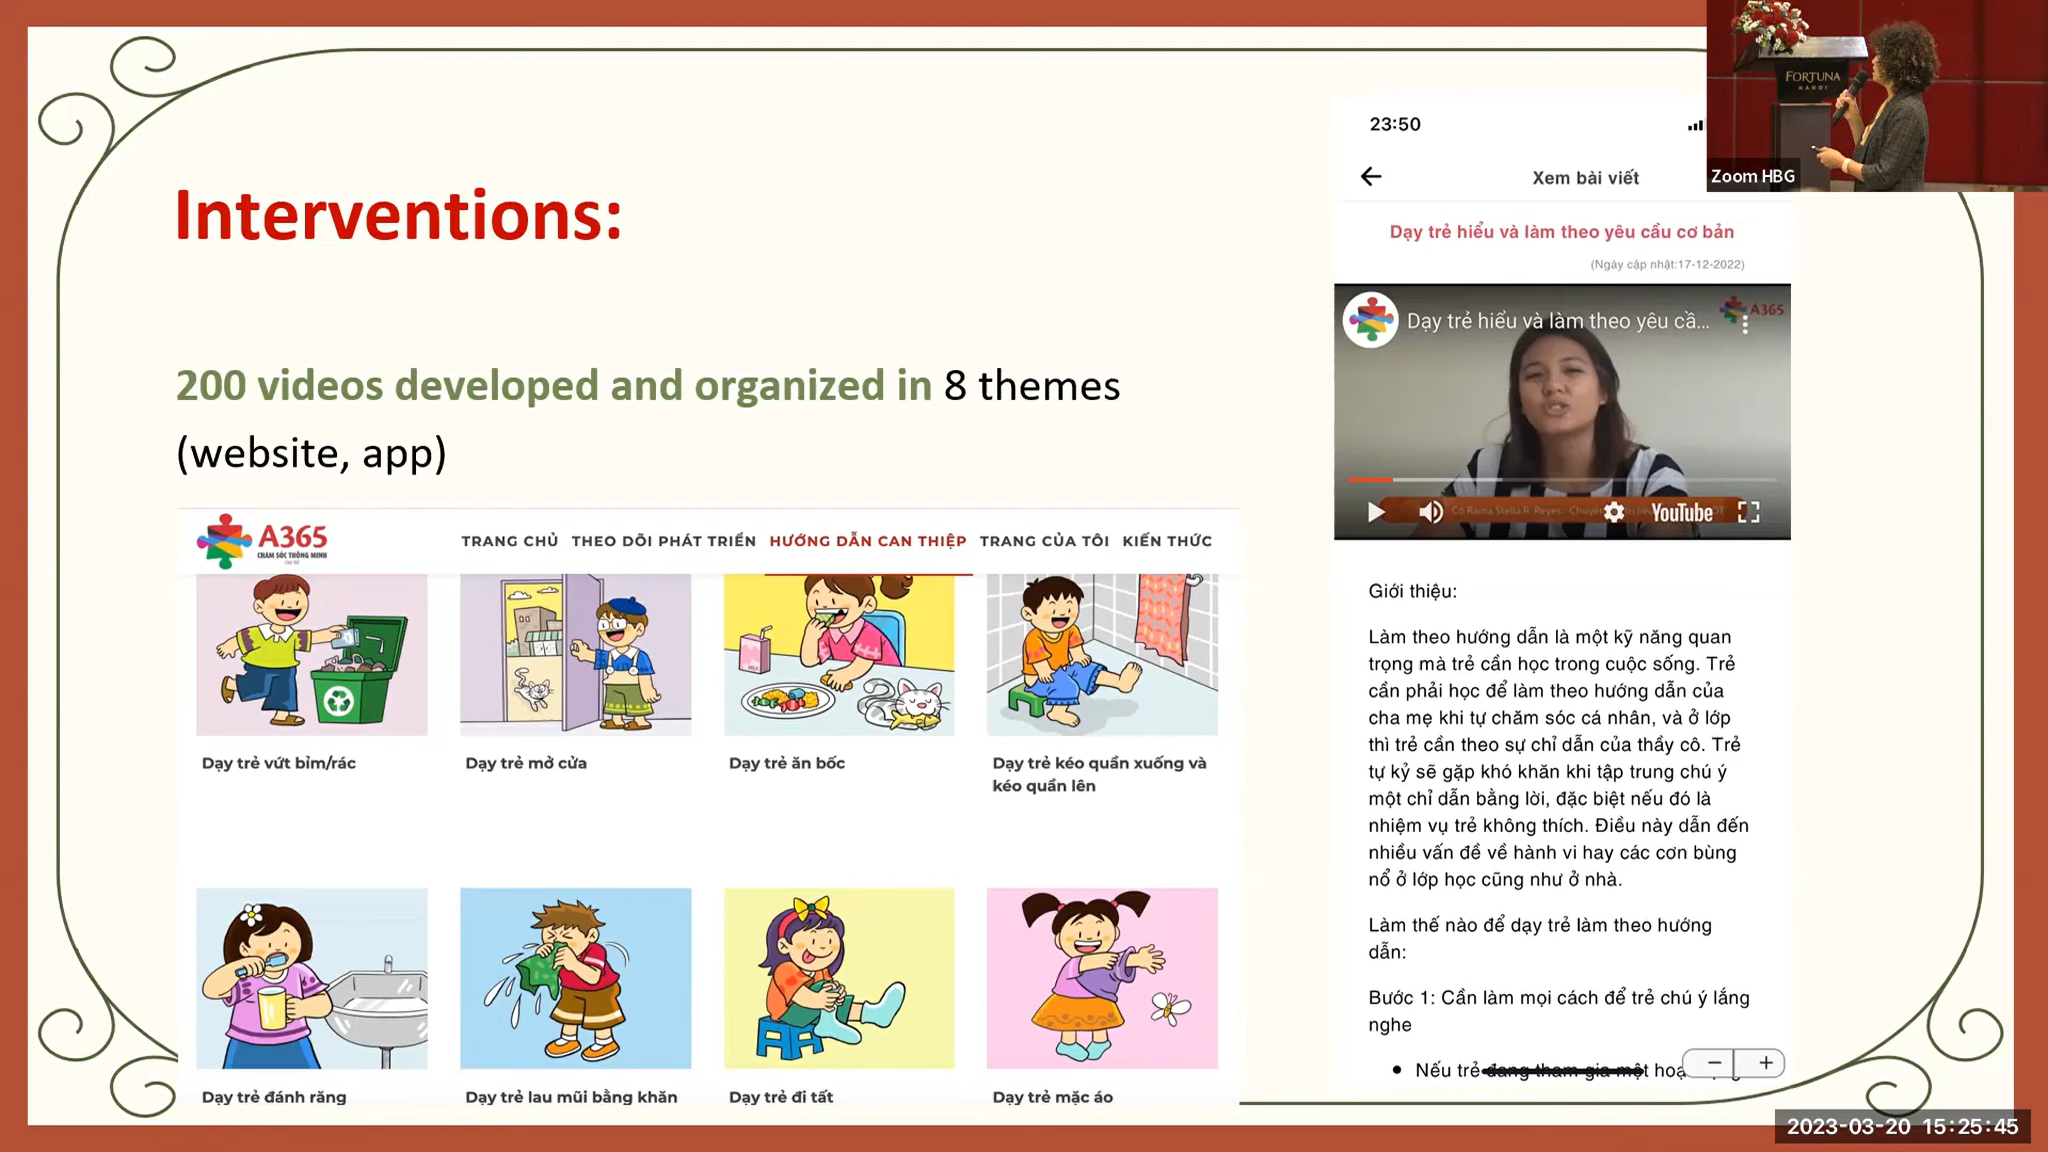 Interventions:
200 videos developed and organized in 8 themes
(website, app)
A365
CHĂM SÓC THÔNG MINH
TRANG CHỦ THEO DÕI PHÁT TRIỂN HƯỚNG DẪN CAN THIỆP TRANG CỦA TÔI KIẾN THỨC
Dạy trẻ vứt bỉm/rác
Dạy trẻ mở cửa
Dạy trẻ ăn bốc
Dạy trẻ kéo quần xuống và
kéo quần lên
Dạy trẻ đánh răng
Dạy trẻ lau mũi bằng khăn
Dạy trẻ đi tất
Dạy trẻ mặc áo
23:50
Xem bài viết
Dạy trẻ hiểu và làm theo yêu cầu cơ bản
(Ngày cập nhật:17-12-2022)
Dạy trẻ hiểu và làm theo yêu cầ...
A365
Cô Raina Stella R. Reyes:
YouTube
Giới thiệu:
Làm theo hướng dẫn là một kỹ năng quan
trọng mà trẻ cần học trong cuộc sống. Trẻ
cần phải học để làm theo hướng dẫn của
cha mẹ khi tự chăm sóc cá nhân, và ở lớp
thì trẻ cần theo sự chỉ dẫn của thầy cô. Trẻ
tự kỷ sẽ gặp khó khăn khi tập trung chú ý
một chỉ dẫn bằng lời, đặc biệt nếu đó là
nhiệm vụ trẻ không thích. Điều này dẫn đến
nhiều vấn đề về hành vi hay các cơn bùng
nổ ở lớp học cũng như ở nhà.
Làm thế nào để dạy trẻ làm theo hướng
dẫn:
Bước 1: Cần làm mọi cách để trẻ chú ý lắng
nghe
• Nếu trẻ đang tham gia một
FORTUNA
HANOI
Zoom HBG
2023-03-20 15:25:45